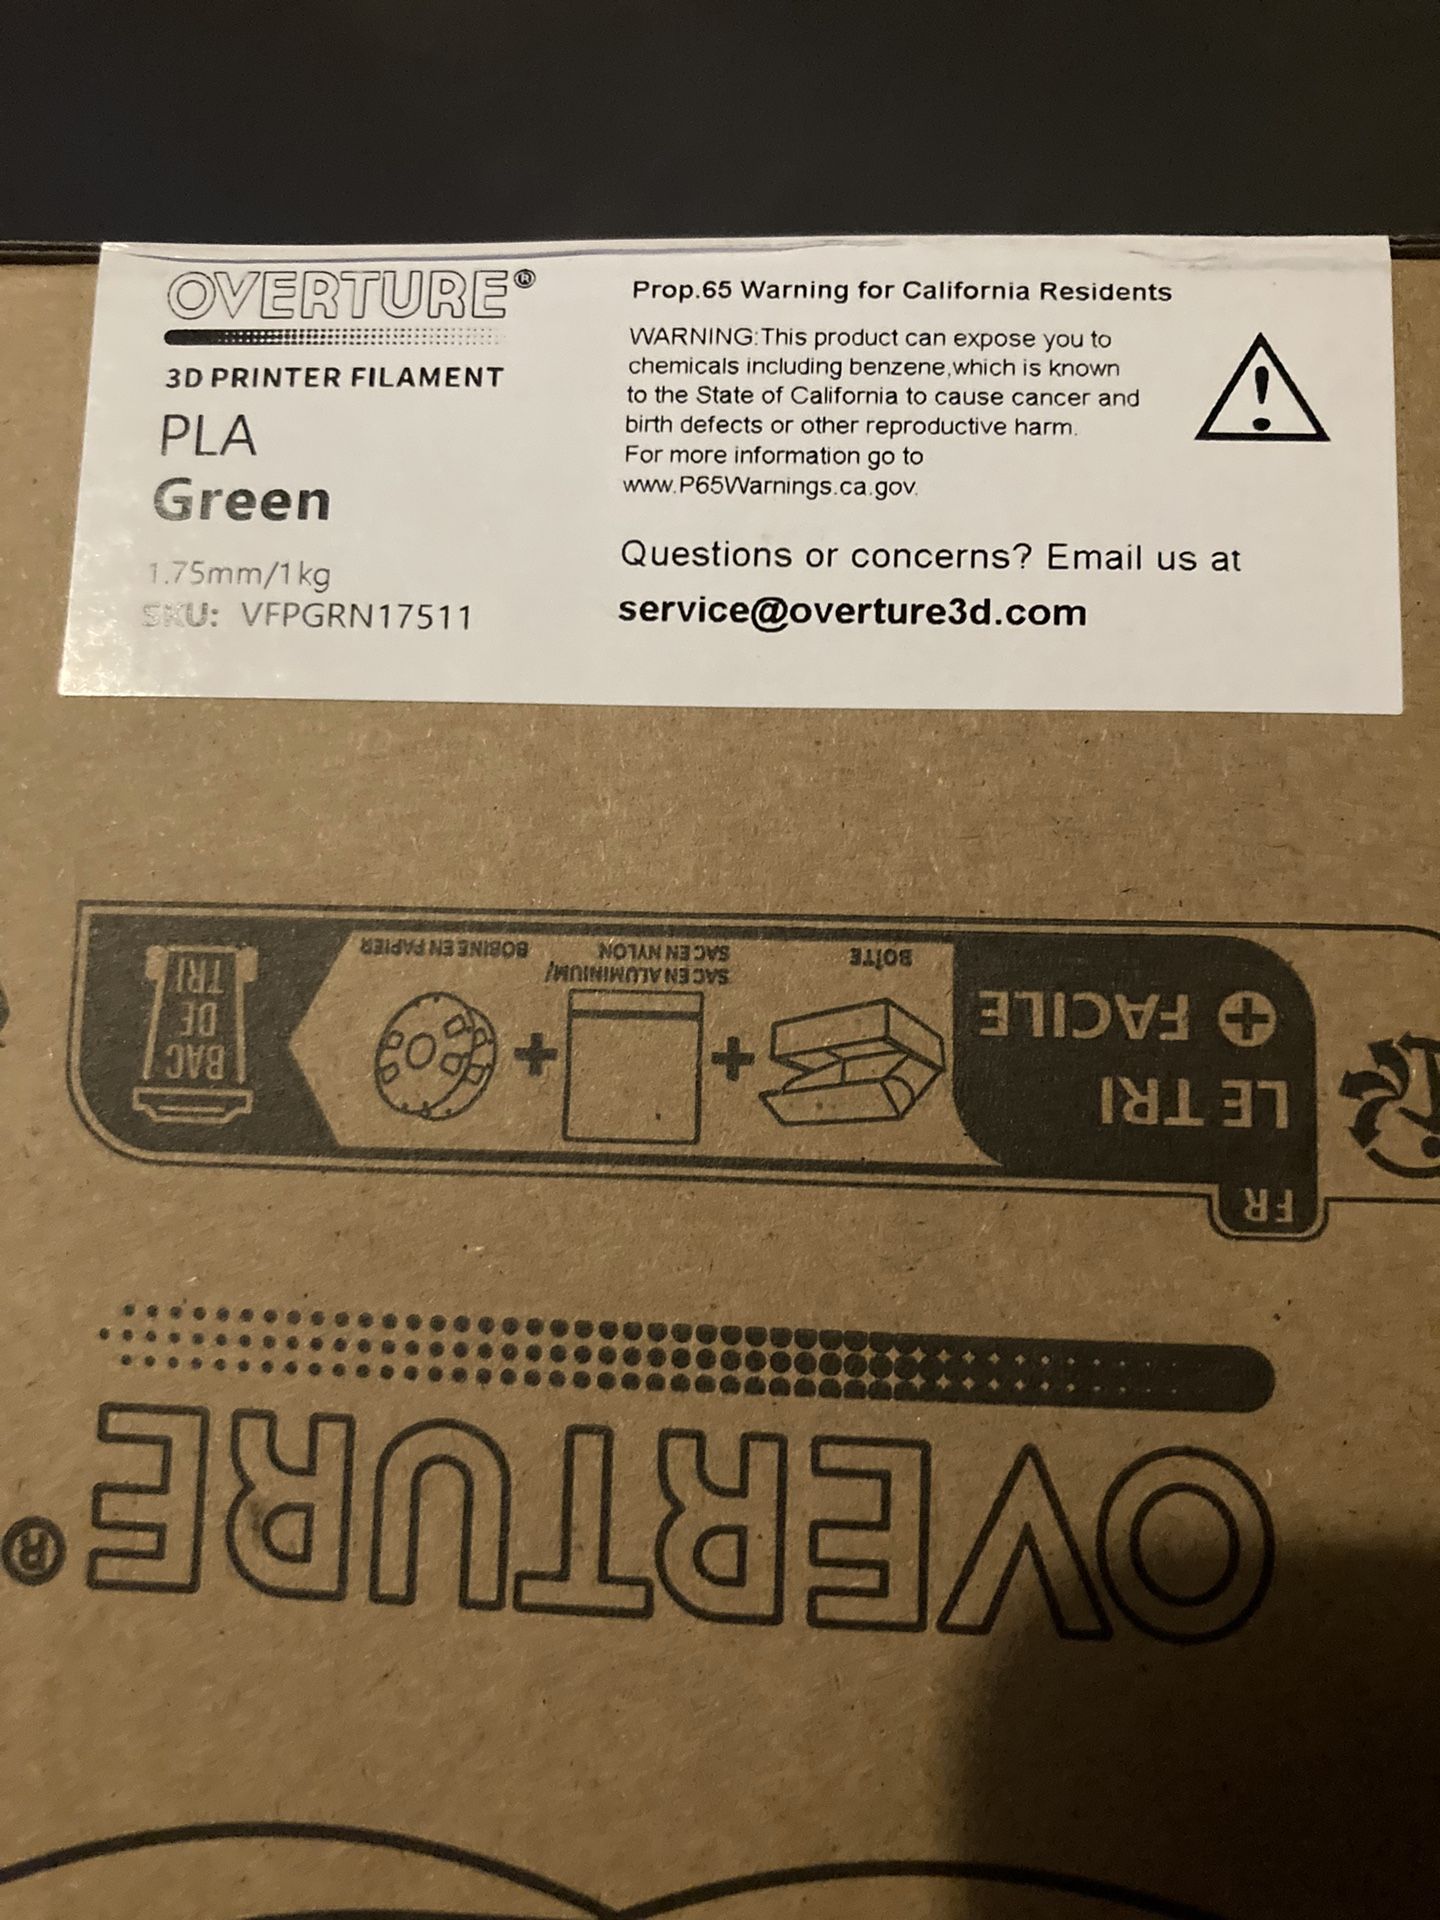 OVERTURE®
3D PRINTER FILAMENT
PLA
Green
1.75mm/1kg
SKU: VFPGRN17511
Prop.65 Warning for California Residents
WARNING:This product can expose you to
chemicals including benzene,which is known
to the State of California to cause cancer and
birth defects or other reproductive harm.
For more information go to
www.P65Warnings.ca.gov.
Questions or concerns? Email us at
service@overture3d.com
OVERTURE®
FR
LE TRI
+ FACILE
BOÎTE
+
SAC EN ALUMINIUM/
SAC EN NYLON
+
BOBINE EN PAPIER
BAC
DE
TRI